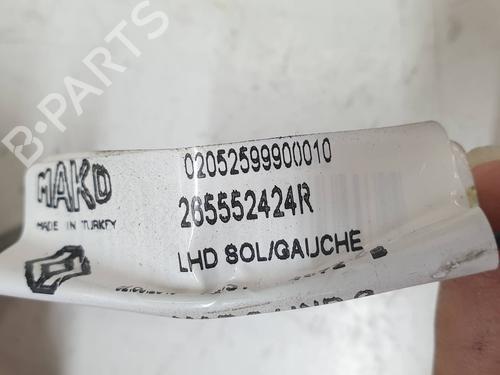 B-PARTS
MAKO
MADE IN TURKEY
02052599900010
265552424R
LHD SOL/GAUCHE